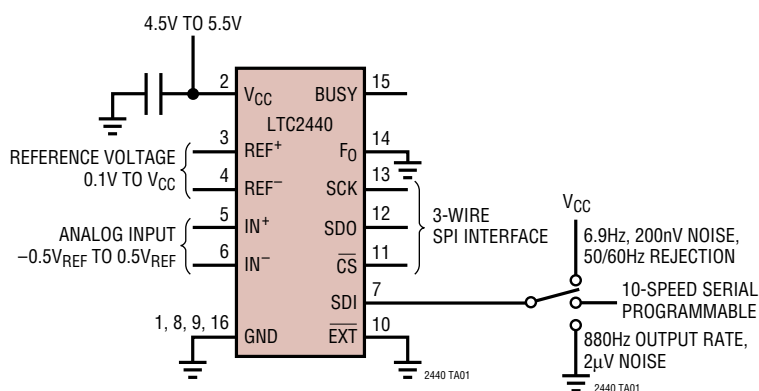 4.5V TO 5.5V
2
VCC
BUSY
15
LTC2440
3
REF+
FO
14
REFERENCE VOLTAGE
0.1V TO VCC
4
REF−
SCK
13
5
IN+
SDO
12
3-WIRE
SPI INTERFACE
ANALOG INPUT
−0.5VREF TO 0.5VREF
6
IN−
CS
11
VCC
6.9Hz, 200nV NOISE,
50/60Hz REJECTION
SDI
7
10-SPEED SERIAL
PROGRAMMABLE
1, 8, 9, 16
GND
EXT
10
880Hz OUTPUT RATE,
2µV NOISE
2440 TA01
2440 TA01